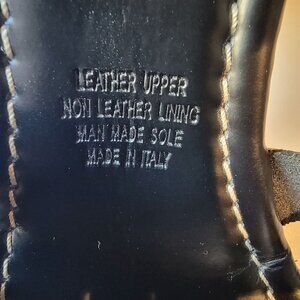 LEATHER UPPER
NON LEATHER LINING
MAN MADE SOLE
MADE IN ITALY